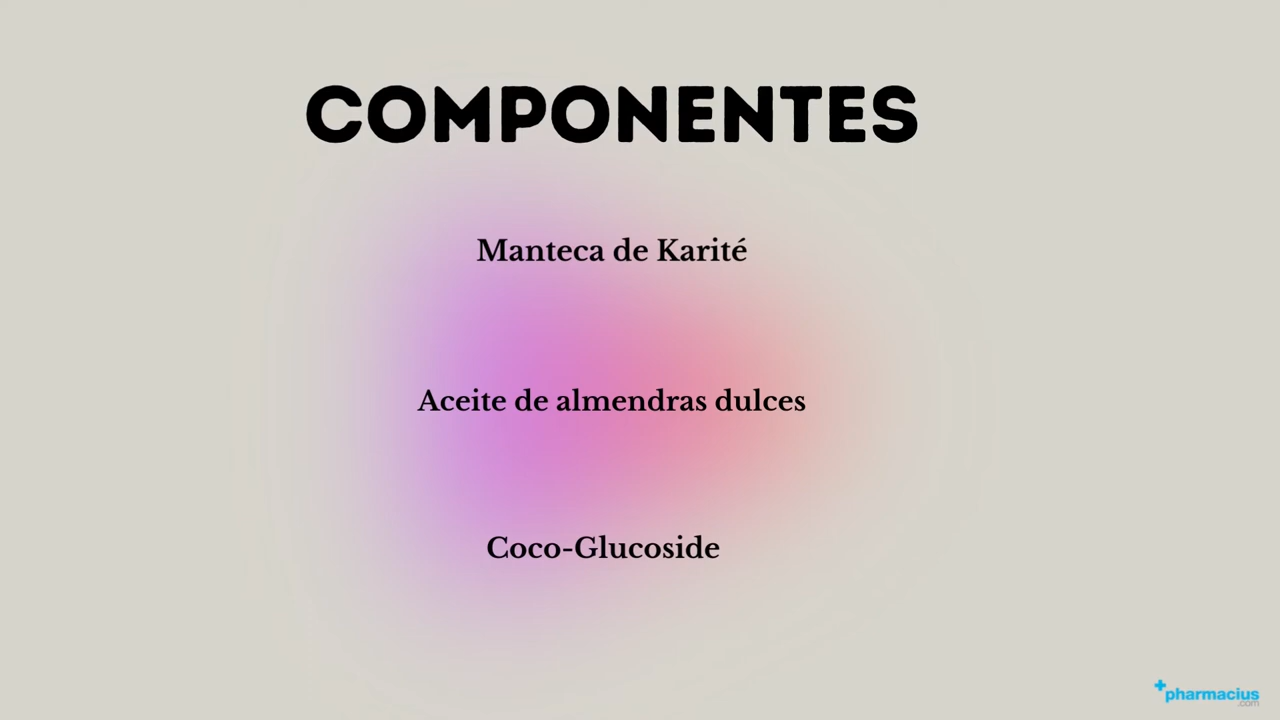 COMPONENTES
Manteca de Karité
Aceite de almendras dulces
Coco-Glucoside
pharmacius
.com